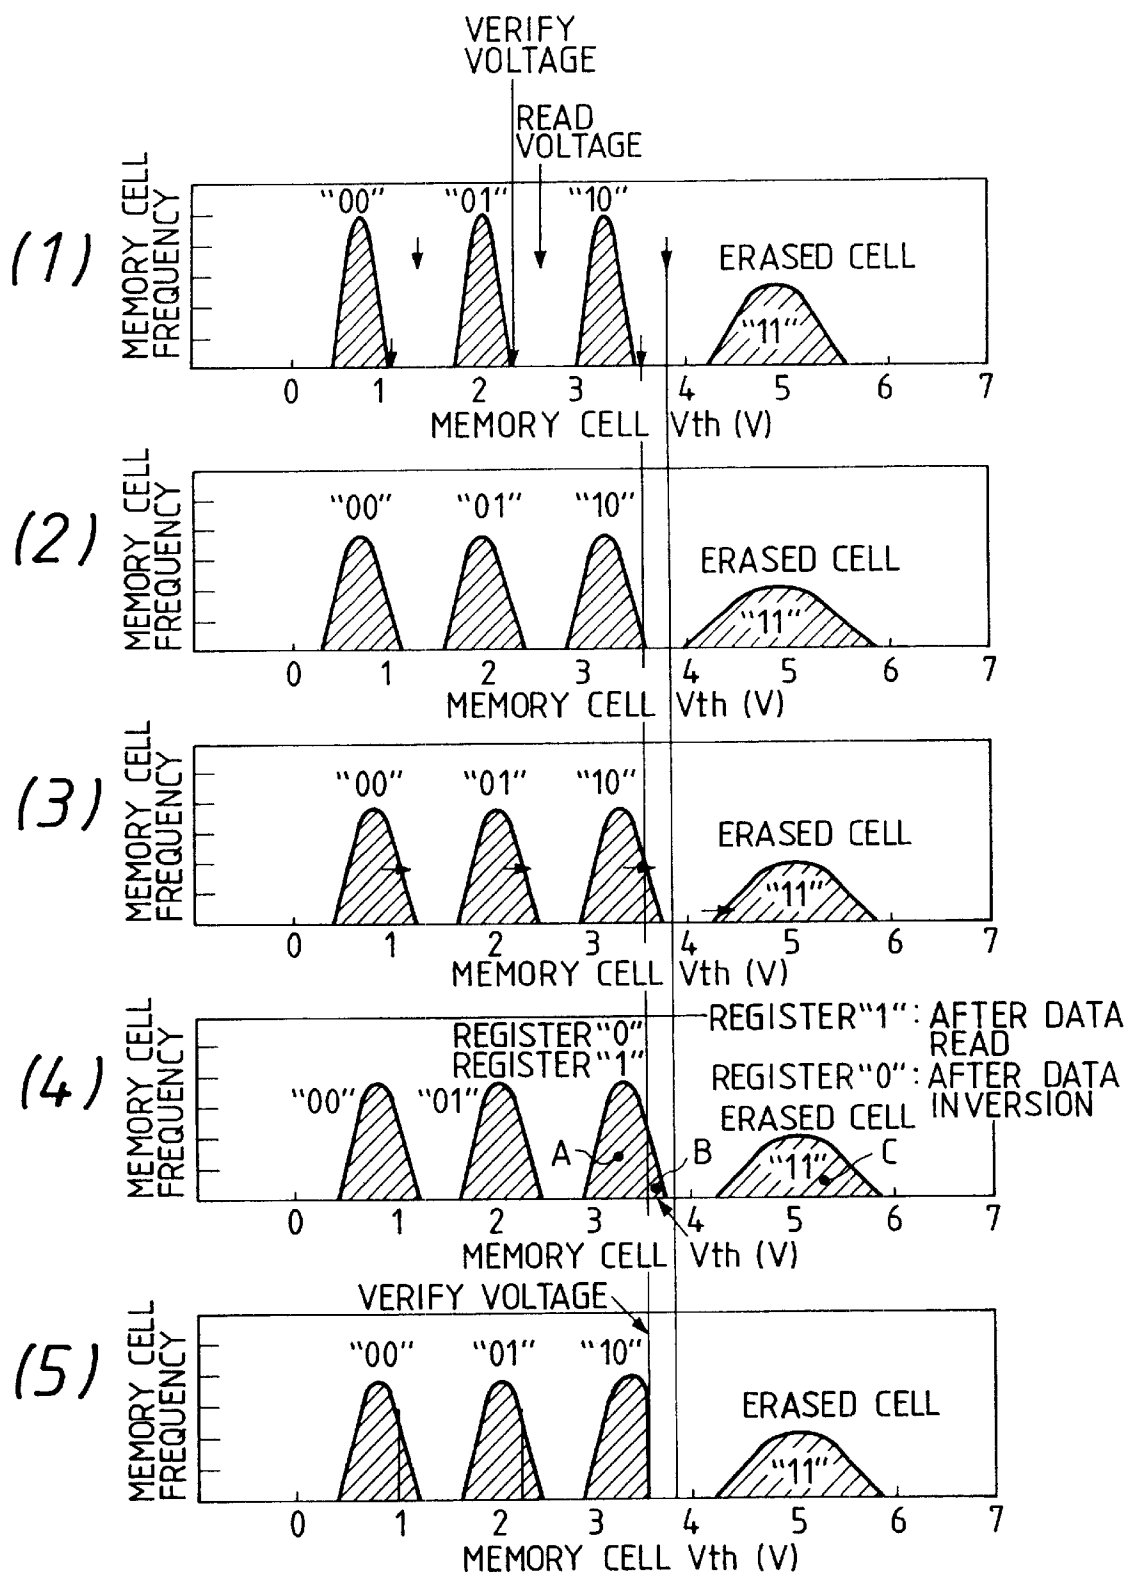 VERIFY
VOLTAGE
READ
VOLTAGE
(1)
MEMORY CELL
FREQUENCY
"00" "01" "10"
ERASED CELL
"11"
0 1 2 3 4 5 6 7
MEMORY CELL Vth (V)
(2)
MEMORY CELL
FREQUENCY
"00" "01" "10"
ERASED CELL
"11"
0 1 2 3 4 5 6 7
MEMORY CELL Vth (V)
(3)
MEMORY CELL
FREQUENCY
"00" "01" "10"
ERASED CELL
"11"
0 1 2 3 4 5 6 7
MEMORY CELL Vth (V)
(4)
MEMORY CELL
FREQUENCY
REGISTER "0"
REGISTER "1"
REGISTER "1" : AFTER DATA
READ
REGISTER "0" : AFTER DATA
INVERSION
"00" "01"
ERASED CELL
A B "11" C
0 1 2 3 4 5 6 7
MEMORY CELL Vth (V)
VERIFY VOLTAGE
(5)
MEMORY CELL
FREQUENCY
"00" "01" "10"
ERASED CELL
"11"
0 1 2 3 4 5 6 7
MEMORY CELL Vth (V)